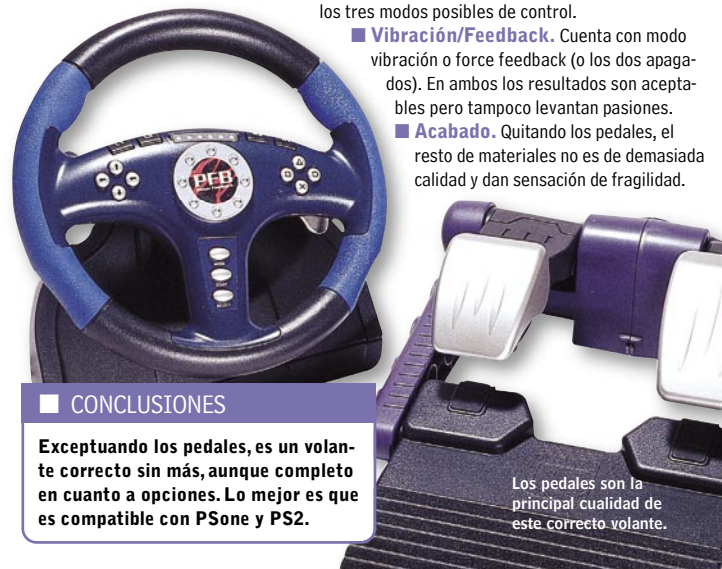 los tres modos posibles de control.
■ Vibración/Feedback. Cuenta con modo
vibración o force feedback (o los dos apaga-
dos). En ambos los resultados son acepta-
bles pero tampoco levantan pasiones.
■ Acabado. Quitando los pedales, el
resto de materiales no es de demasiada
calidad y dan sensación de fragilidad.
PFB
■ CONCLUSIONES
Exceptuando los pedales, es un volan-
te correcto sin más, aunque completo
en cuanto a opciones. Lo mejor es que
es compatible con PSone y PS2.
Los pedales son la
principal cualidad de
este correcto volante.